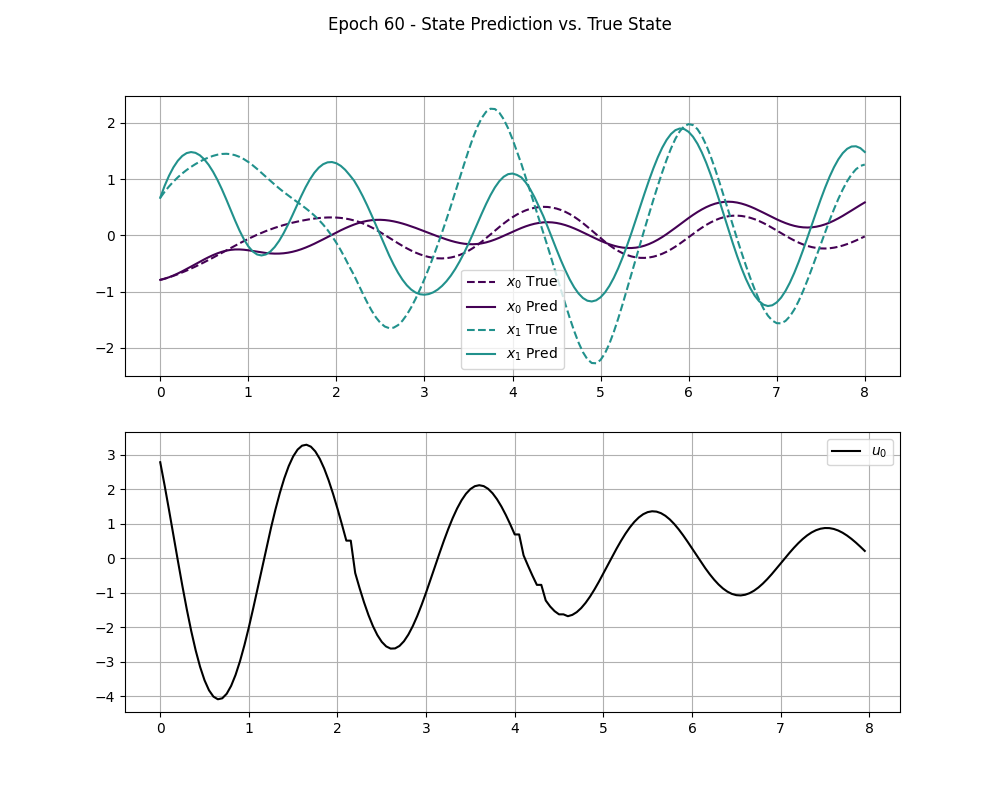 Epoch 60 - State Prediction vs. True State
2
1
0
−1
−2
x₀ True
x₀ Pred
x₁ True
x₁ Pred
0 1 2 3 4 5 6 7 8
3
2
1
0
−1
−2
−3
−4
u₀
0 1 2 3 4 5 6 7 8